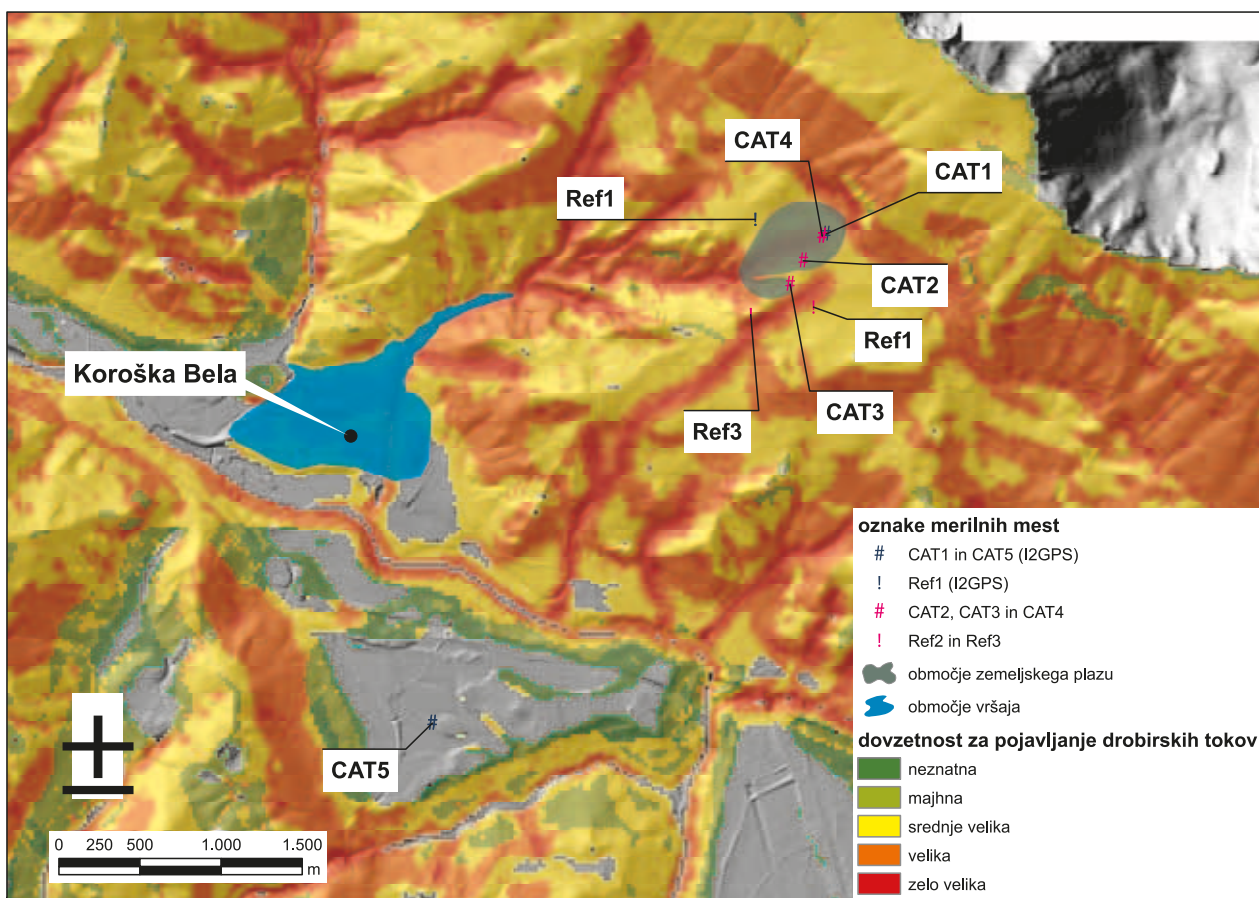 CAT4
CAT1
Ref1
CAT2
Ref1
Koroška Bela
CAT3
Ref3
CAT5
0 250 500 1.000 1.500
m
oznake merilnih mest
# CAT1 in CAT5 (I2GPS)
! Ref1 (I2GPS)
# CAT2, CAT3 in CAT4
! Ref2 in Ref3
območje zemeljskega plazu
območje vršaja
dovzetnost za pojavljanje drobirskih tokov
neznatna
majhna
srednje velika
velika
zelo velika